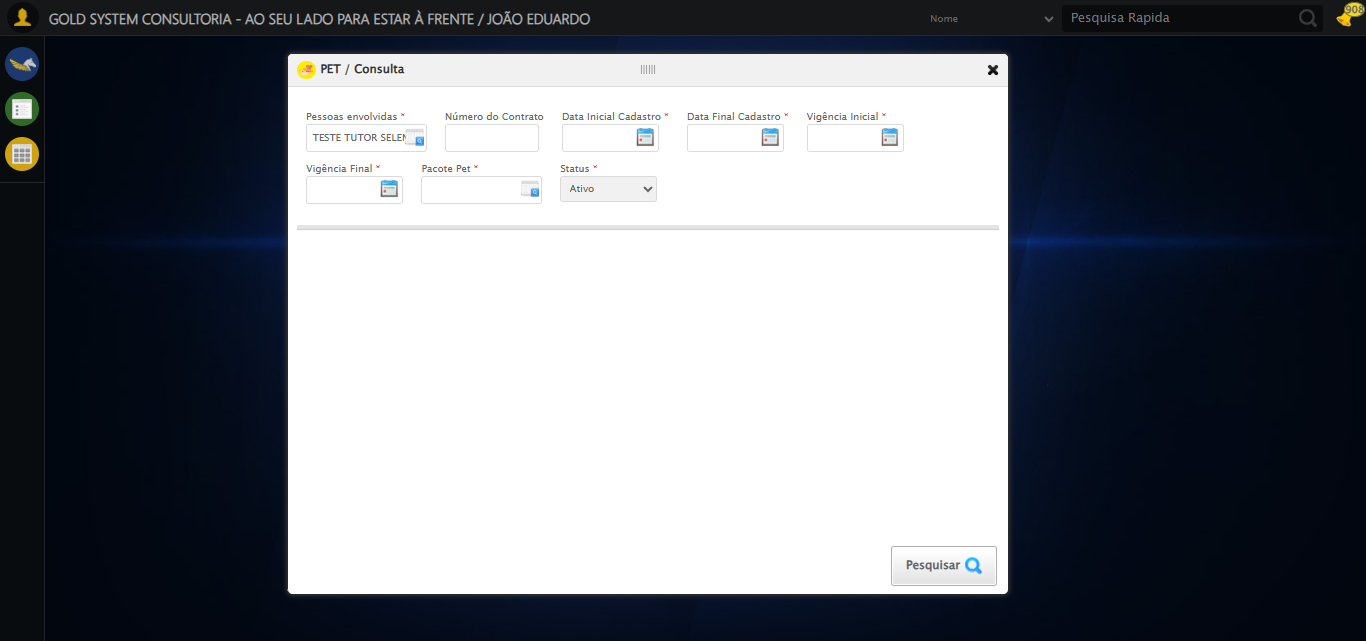 GOLD SYSTEM CONSULTORIA - AO SEU LADO PARA ESTAR À FRENTE / JOÃO EDUARDO
Nome
Pesquisa Rapida
908
PET / Consulta
Pessoas envolvidas *
Número do Contrato
Data Inicial Cadastro *
Data Final Cadastro *
Vigência Inicial *
TESTE TUTOR SELEN
Vigência Final *
Pacote Pet *
Status *
Ativo
Pesquisar